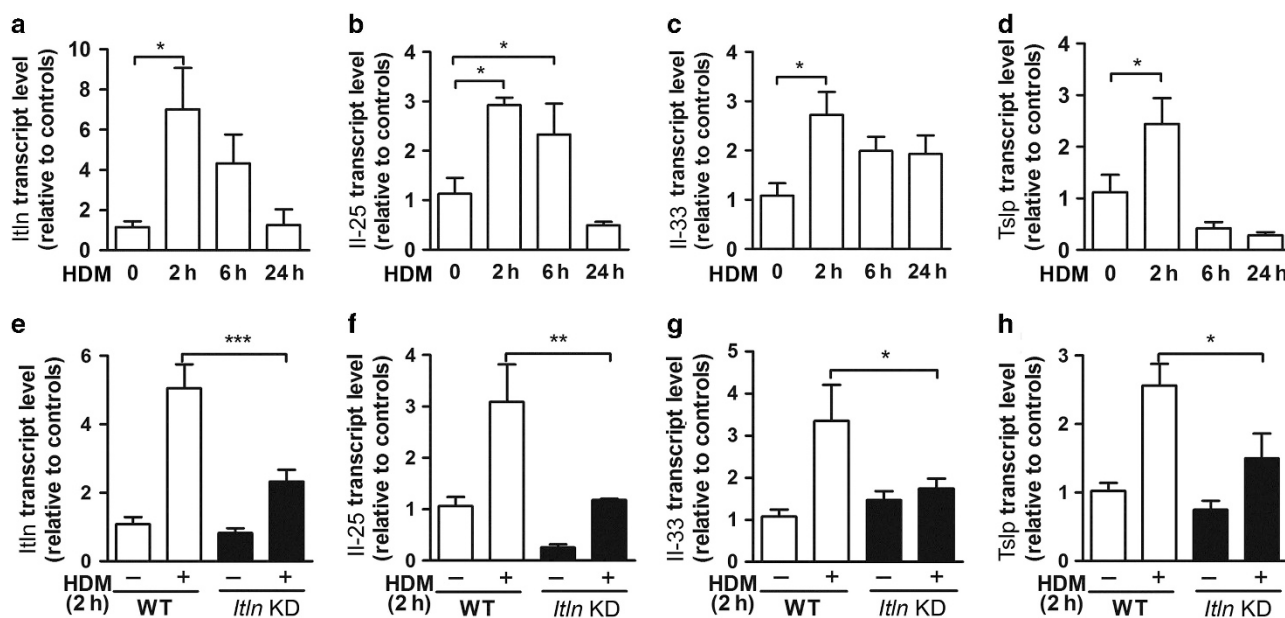 a
Itln transcript level
(relative to controls)
10
8
6
4
2
0
*
HDM 0 2 h 6 h 24 h
b
Il-25 transcript level
(relative to controls)
4
3
2
1
0
*
*
HDM 0 2 h 6 h 24 h
c
Il-33 transcript level
(relative to controls)
4
3
2
1
0
*
HDM 0 2 h 6 h 24 h
d
Tslp transcript level
(relative to controls)
4
3
2
1
0
*
HDM 0 2 h 6 h 24 h
e
Itln transcript level
(relative to controls)
6
4
2
0
***
HDM − + − +
(2 h) WT Itln KD
f
Il-25 transcript level
(relative to controls)
4
3
2
1
0
**
HDM − + − +
(2 h) WT Itln KD
g
Il-33 transcript level
(relative to controls)
5
4
3
2
1
0
*
HDM − + − +
(2 h) WT Itln KD
h
Tslp transcript level
(relative to controls)
3
2
1
0
*
HDM − + − +
(2 h) WT Itln KD